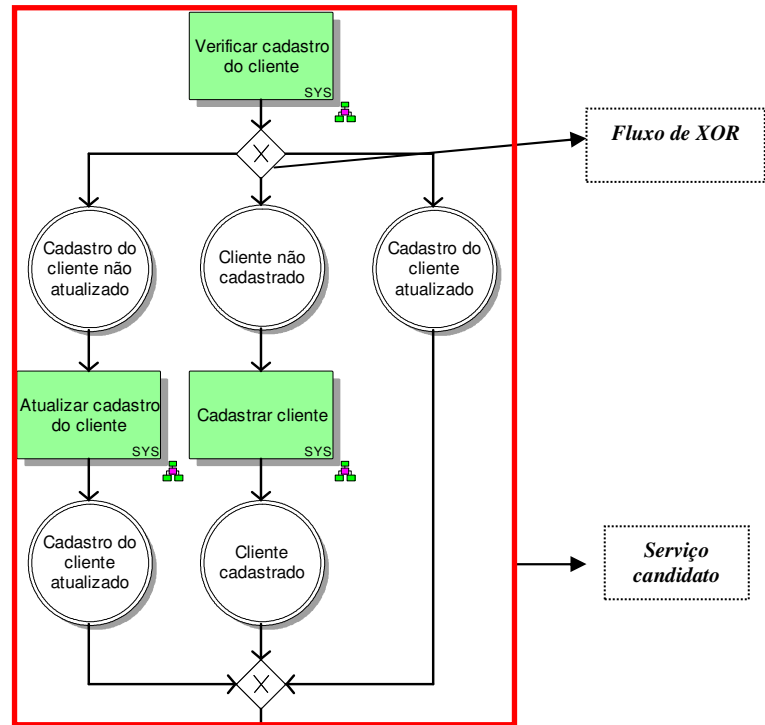 Verificar cadastro
do cliente
SYS
X
Fluxo de XOR
Cadastro do
cliente não
atualizado
Cliente não
cadastrado
Cadastro do
cliente
atualizado
Atualizar cadastro
do cliente
SYS
Cadastrar cliente
SYS
Cadastro do
cliente
atualizado
Cliente
cadastrado
Serviço
candidato
X